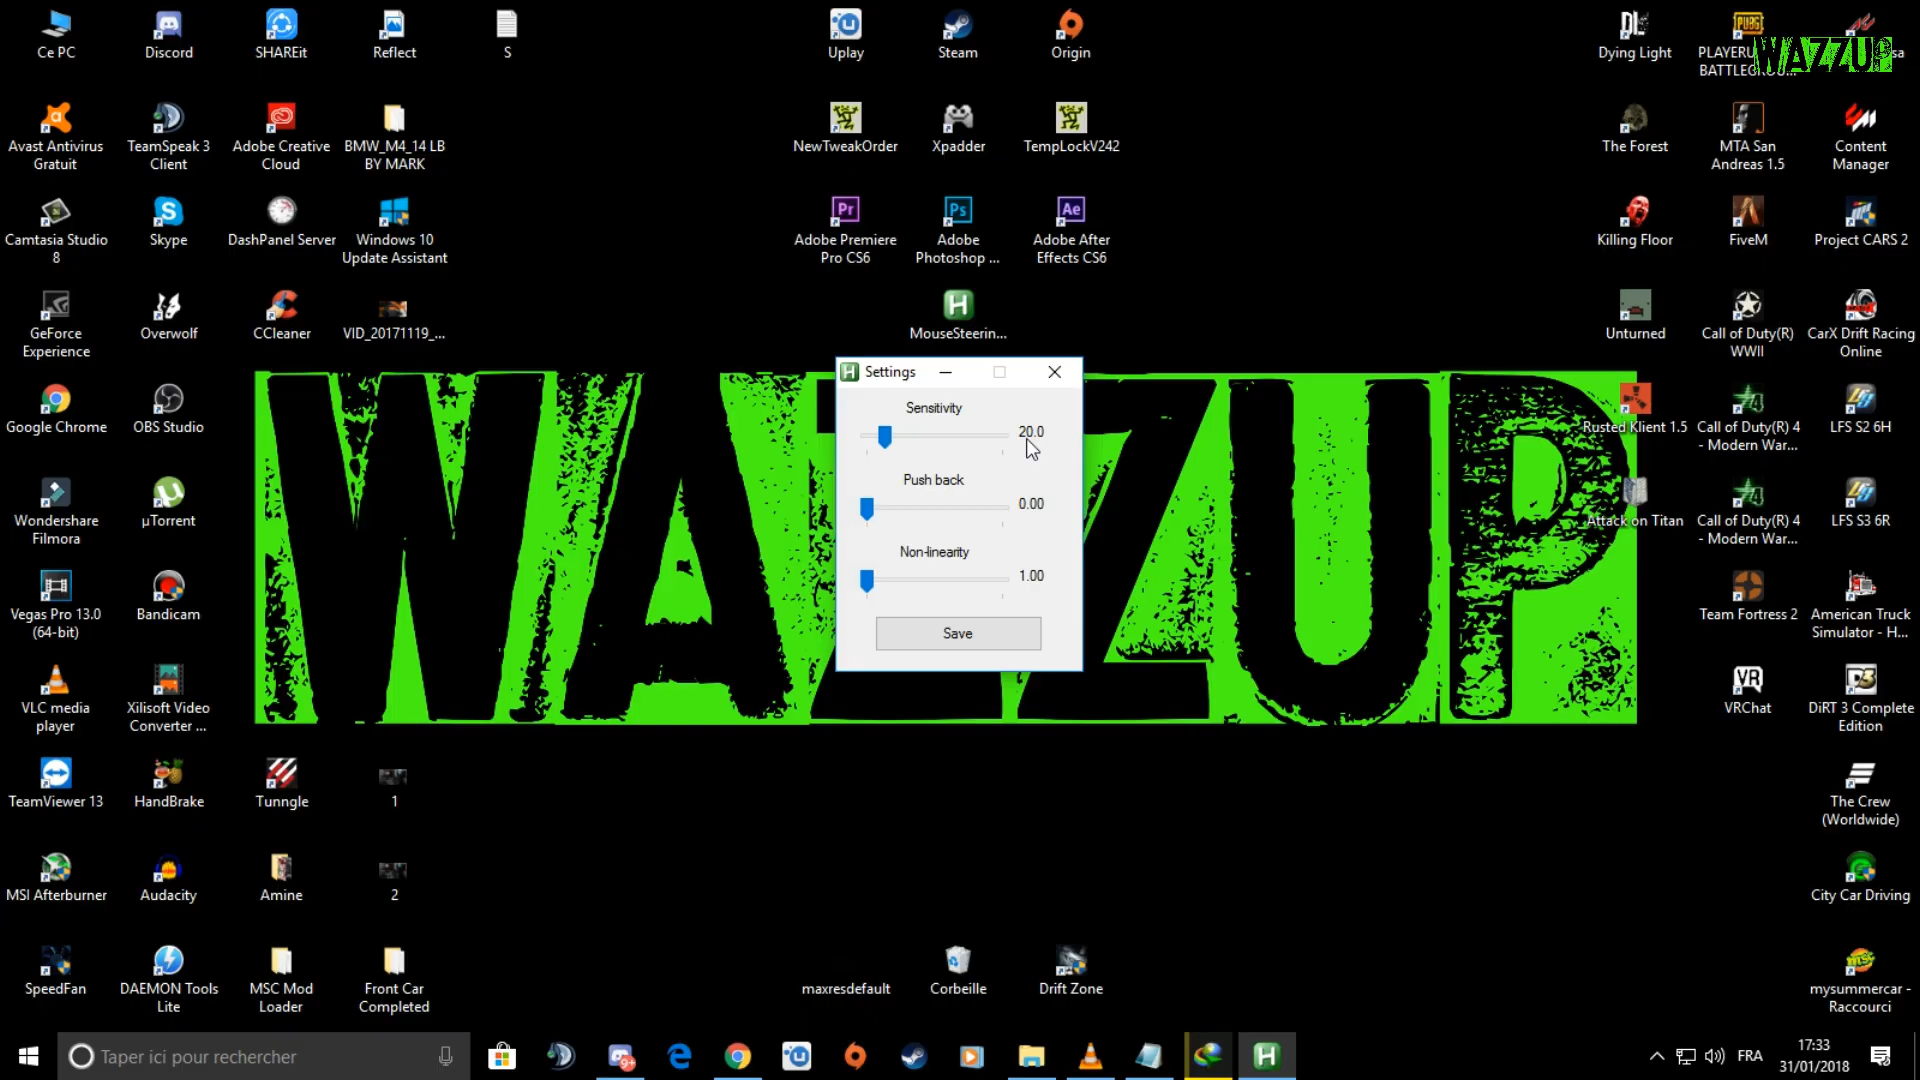 Ce PC
Discord
SHAREit
Reflect
S
Uplay
Steam
Origin
Dying Light
BATTLEGROU...
WAZZUP
Avast Antivirus
Gratuit
TeamSpeak 3
Client
Adobe Creative
Cloud
BMW_M4_14 LB
BY MARK
NewTweakOrder
Xpadder
TempLockV242
The Forest
MTA San
Andreas 1.5
Content
Manager
Camtasia Studio
8
Skype
DashPanel Server
Windows 10
Update Assistant
Adobe Premiere
Pro CS6
Adobe
Photoshop ...
Adobe After
Effects CS6
Killing Floor
FiveM
Project CARS 2
GeForce
Experience
Overwolf
CCleaner
VID_20171119_...
MouseSteerin...
Unturned
Call of Duty(R)
WWII
CarX Drift Racing
Online
Settings
Sensitivity
20.0
Push back
0.00
Non-linearity
1.00
Save
WAZZUP
Google Chrome
OBS Studio
Rusted Klient 1.5
Call of Duty(R) 4
- Modern War...
LFS S2 6H
Wondershare
Filmora
µTorrent
Attack on Titan
Call of Duty(R) 4
- Modern War...
LFS S3 6R
Vegas Pro 13.0
(64-bit)
Bandicam
Team Fortress 2
American Truck
Simulator - H...
VLC media
player
Xilisoft Video
Converter ...
VRChat
DiRT 3 Complete
Edition
TeamViewer 13
HandBrake
Tunngle
1
The Crew
(Worldwide)
MSI Afterburner
Audacity
Amine
2
City Car Driving
SpeedFan
DAEMON Tools
Lite
MSC Mod
Loader
Front Car
Completed
maxresdefault
Corbeille
Drift Zone
mysummercar -
Raccourci
Taper ici pour rechercher
FRA
17:33
31/01/2018